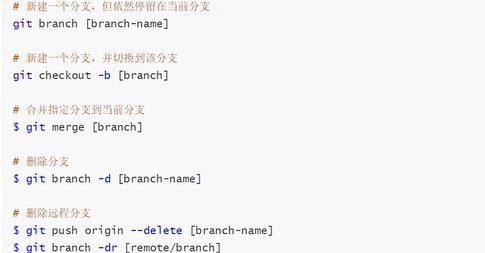 # 新建一个分支，但依然停留在当前分支
git branch [branch-name]
# 新建一个分支，并切换到该分支
git checkout -b [branch]
# 合并指定分支到当前分支
$ git merge [branch]
# 删除分支
$ git branch -d [branch-name]
# 删除远程分支
$ git push origin --delete [branch-name]
$ git branch -dr [remote/branch]